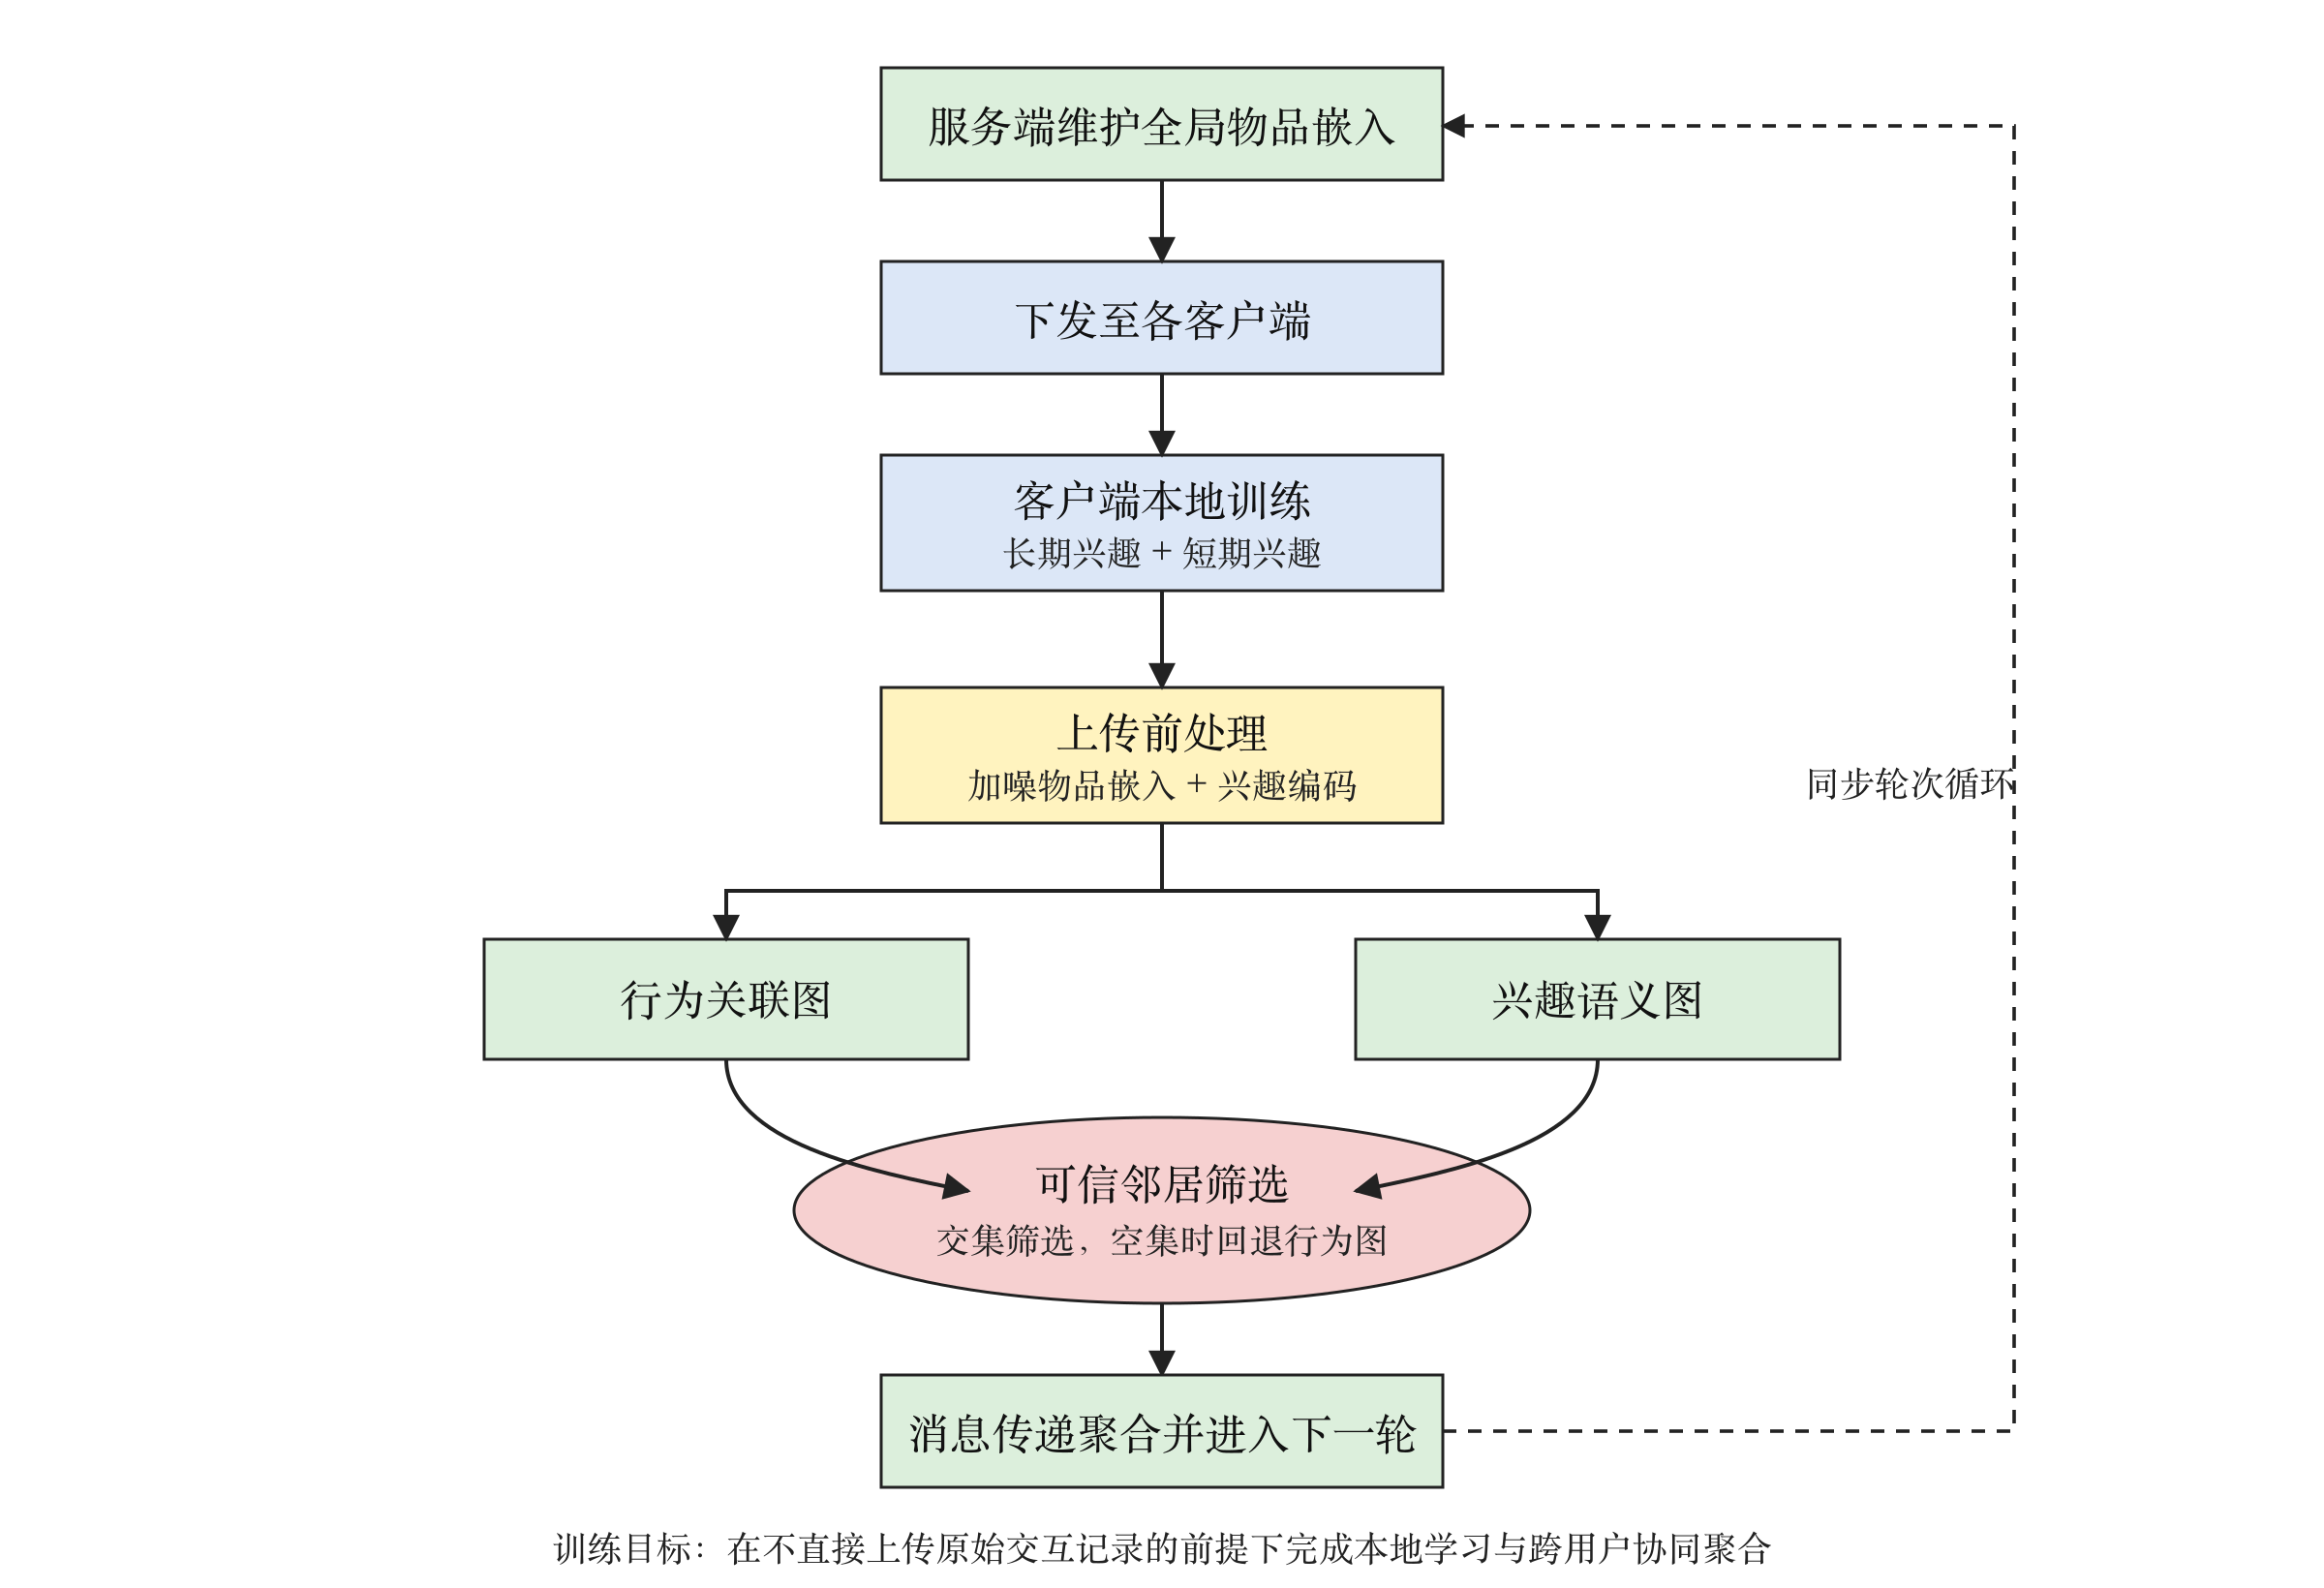 服务端维护全局物品嵌入
下发至各客户端
客户端本地训练
长期兴趣 + 短期兴趣
上传前处理
加噪物品嵌入 + 兴趣编码
同步轮次循环
行为关联图
兴趣语义图
可信邻居筛选
交集筛选，空集时回退行为图
消息传递聚合并进入下一轮
训练目标：在不直接上传原始交互记录的前提下完成本地学习与跨用户协同聚合